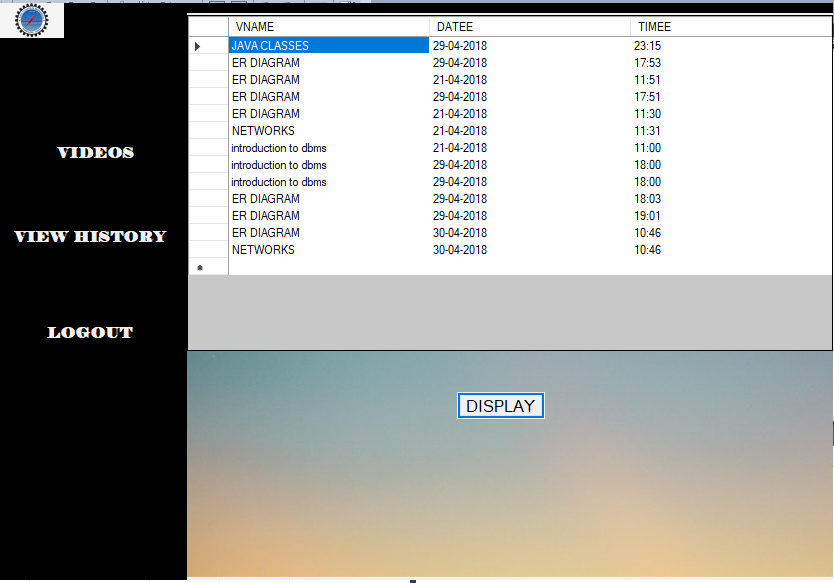 VNAME DATEE TIMEE
JAVA CLASSES 29-04-2018 23:15
ER DIAGRAM 29-04-2018 17:53
ER DIAGRAM 21-04-2018 11:51
ER DIAGRAM 29-04-2018 17:51
ER DIAGRAM 21-04-2018 11:30
NETWORKS 21-04-2018 11:31
introduction to dbms 21-04-2018 11:00
introduction to dbms 29-04-2018 18:00
introduction to dbms 29-04-2018 18:00
ER DIAGRAM 29-04-2018 18:03
ER DIAGRAM 29-04-2018 19:01
ER DIAGRAM 30-04-2018 10:46
NETWORKS 30-04-2018 10:46
VIDEOS
VIEW HISTORY
LOGOUT
DISPLAY